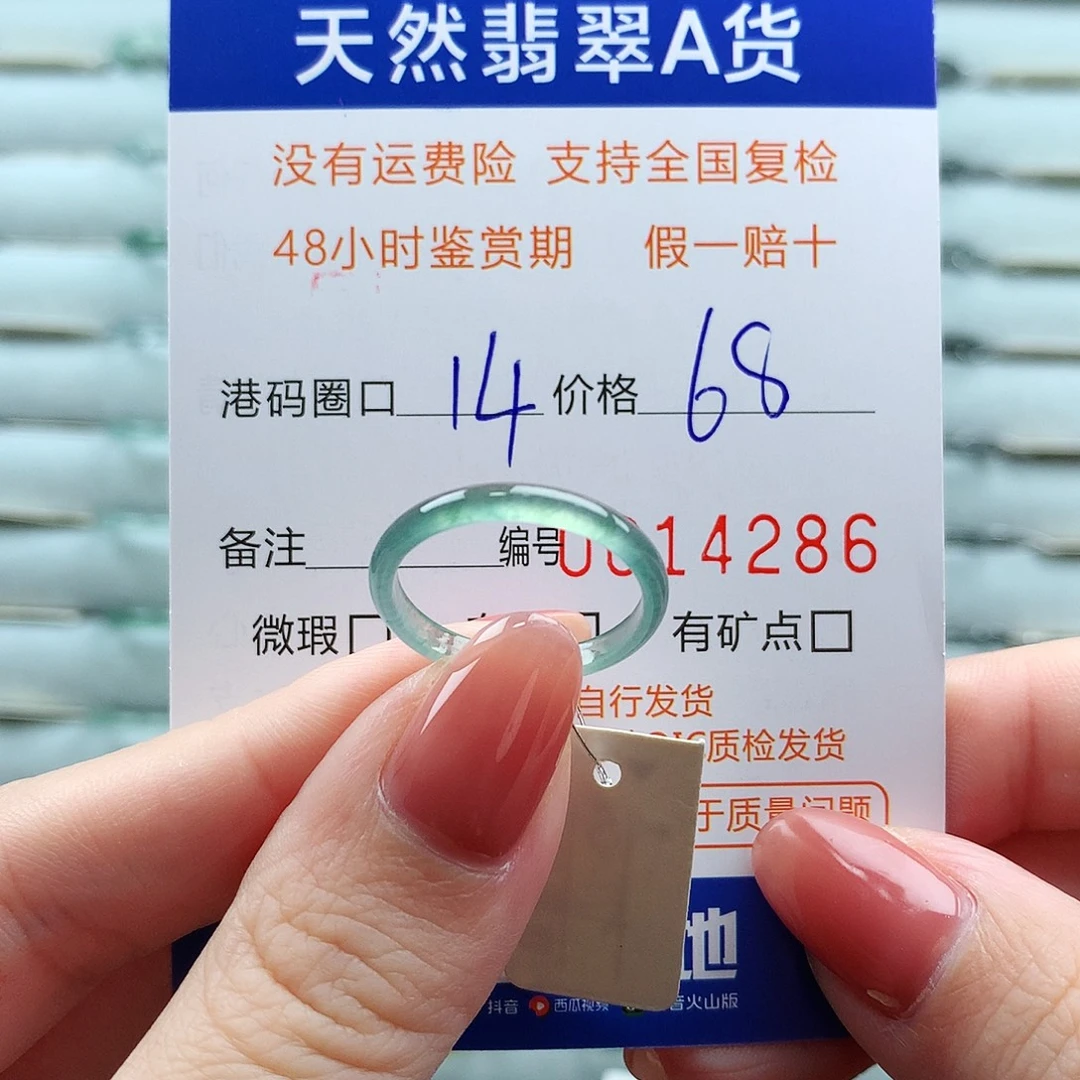 天然翡翠A货
没有运费险 支持全国复检
48小时鉴赏期 假一赔十
港码圈口 14 价格 68
备注 编号 0014286
微瑕 有矿点
自行发货
质检发货
于质量问题
地
抖音 西瓜视频 音火山版